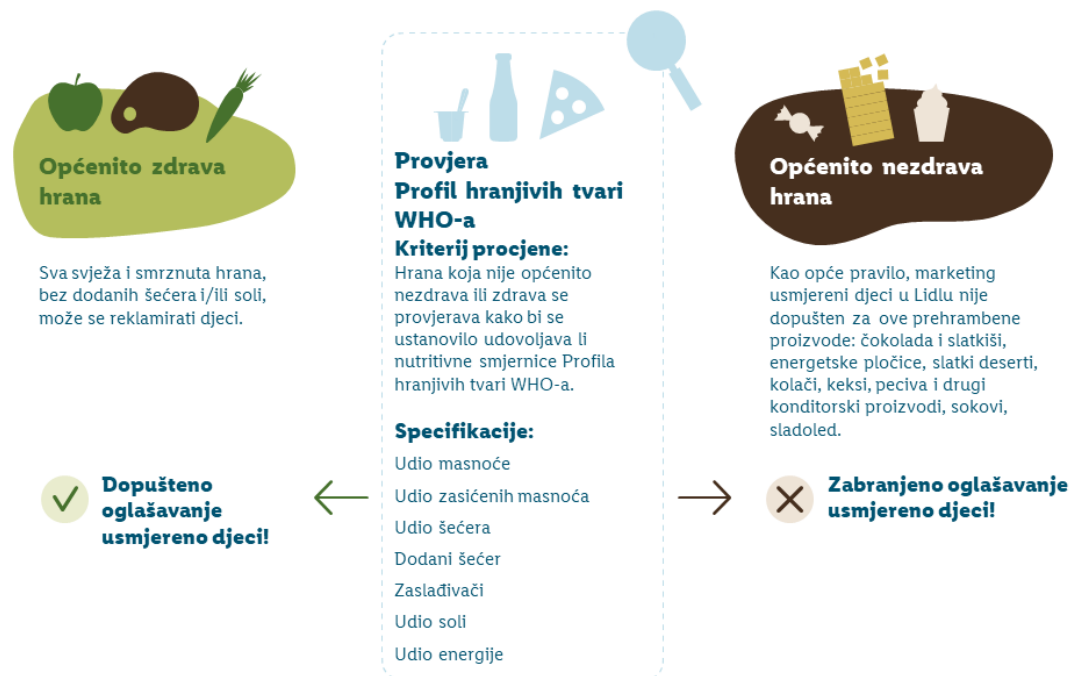 Općenito zdrava
hrana
Sva svježa i smrznuta hrana,
bez dodanih šećera i/ili soli,
može se reklamirati djeci.
Dopušteno
oglašavanje
usmjereno djeci!
Provjera
Profil hranjivih tvari
WHO-a
Kriterij procjene:
Hrana koja nije općenito
nezdrava ili zdrava se
provjerava kako bi se
ustanovilo udovoljava li
nutritivne smjernice Profila
hranjivih tvari WHO-a.
Specifikacije:
Udio masnoće
Udio zasićenih masnoća
Udio šećera
Dodani šećer
Zaslađivači
Udio soli
Udio energije
Općenito nezdrava
hrana
Kao opće pravilo, marketing
usmjereni djeci u Lidlu nije
dopušten za ove prehrambene
proizvode: čokolada i slatkiši,
energetske pločice, slatki deserti,
kolači, keksi, peciva i drugi
konditorski proizvodi, sokovi,
sladoled.
Zabranjeno oglašavanje
usmjereno djeci!